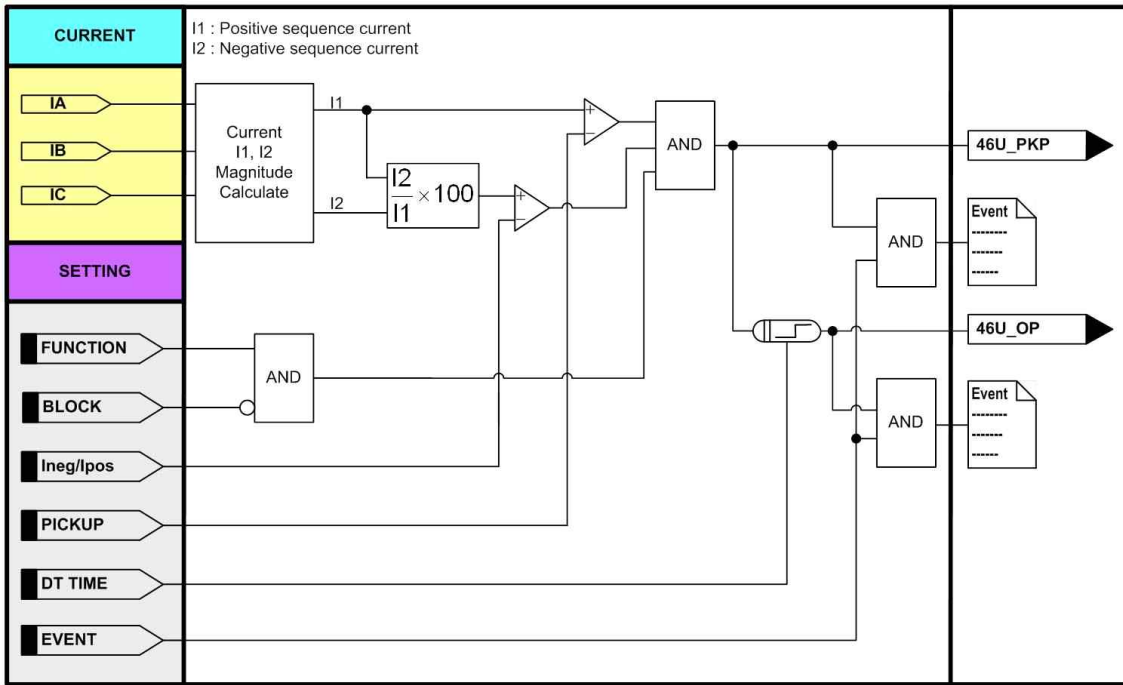 CURRENT
I1 : Positive sequence current
I2 : Negative sequence current
IA
IB
IC
Current
I1, I2
Magnitude
Calculate
I1
I2
I2
I1
× 100
+
−
+
−
AND
46U_PKP
AND
Event
--------
------
-----
SETTING
FUNCTION
BLOCK
AND
46U_OP
AND
Event
--------
-------
------
Ineg/Ipos
PICKUP
DT TIME
EVENT